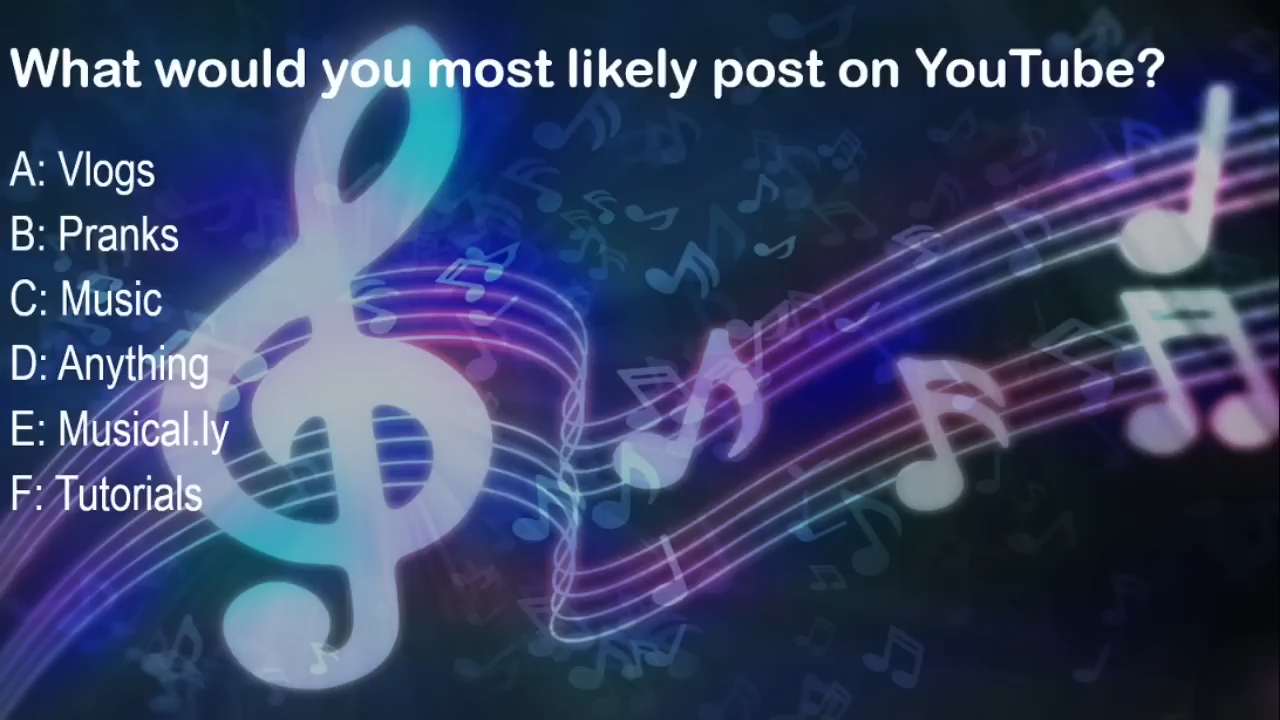 What would you most likely post on YouTube?
A: Vlogs
B: Pranks
C: Music
D: Anything
E: Musical.ly
F: Tutorials